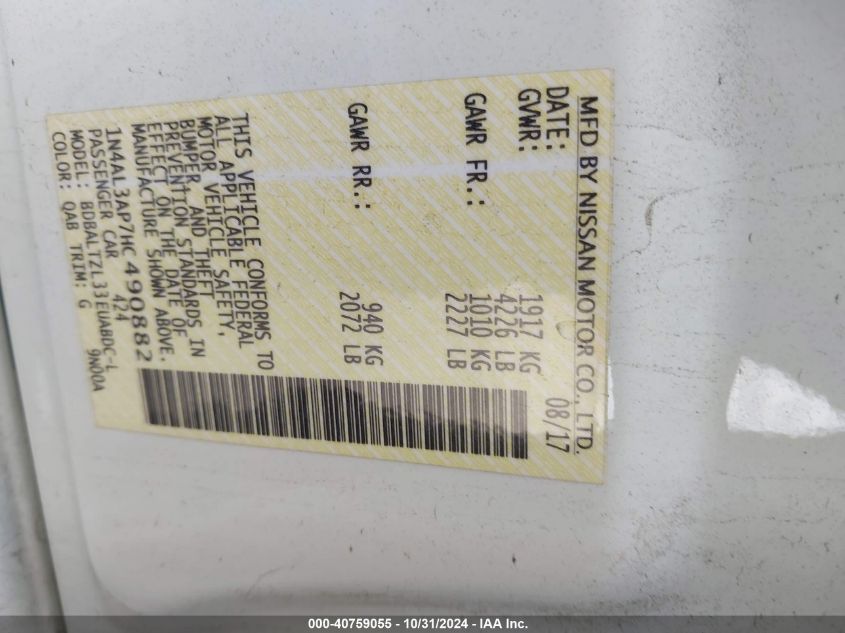 MFD BY NISSAN MOTOR CO., LTD.
DATE: 08/17
GVWR: 1917 KG
4226 LB
GAWR FR.: 1010 KG
2227 LB
GAWR RR.: 940 KG
2072 LB
THIS VEHICLE CONFORMS TO
ALL APPLICABLE FEDERAL
MOTOR VEHICLE SAFETY,
BUMPER, AND THEFT
PREVENTION STANDARDS IN
EFFECT ON THE DATE OF
MANUFACTURE SHOWN ABOVE.
1N4AL3AP7HC490882
PASSENGER CAR 424
MODEL: BDBALTZL33EUABDC-L
COLOR: QAB TRIM: G 9N00A
000-40759055 - 10/31/2024 - IAA Inc.